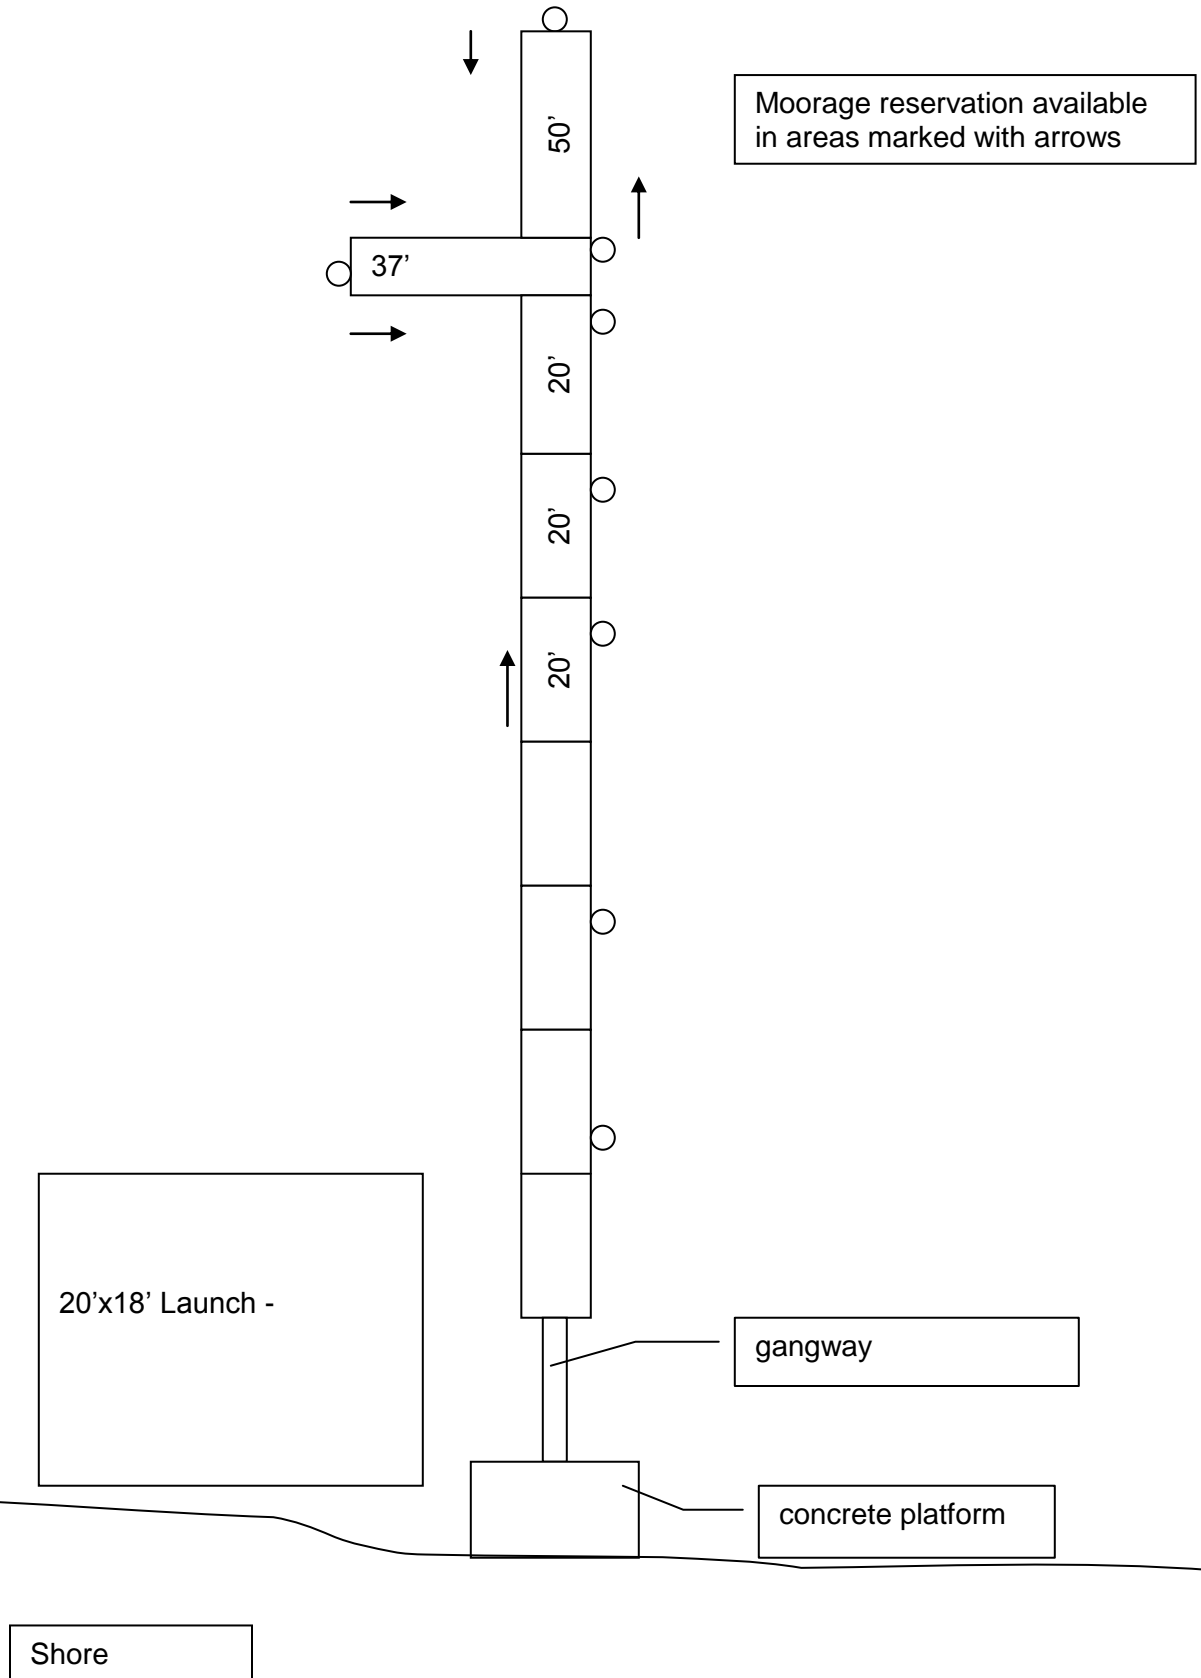 50’
Moorage reservation available
in areas marked with arrows
37’
20’
20’
20’
20’x18’ Launch -
gangway
concrete platform
Shore